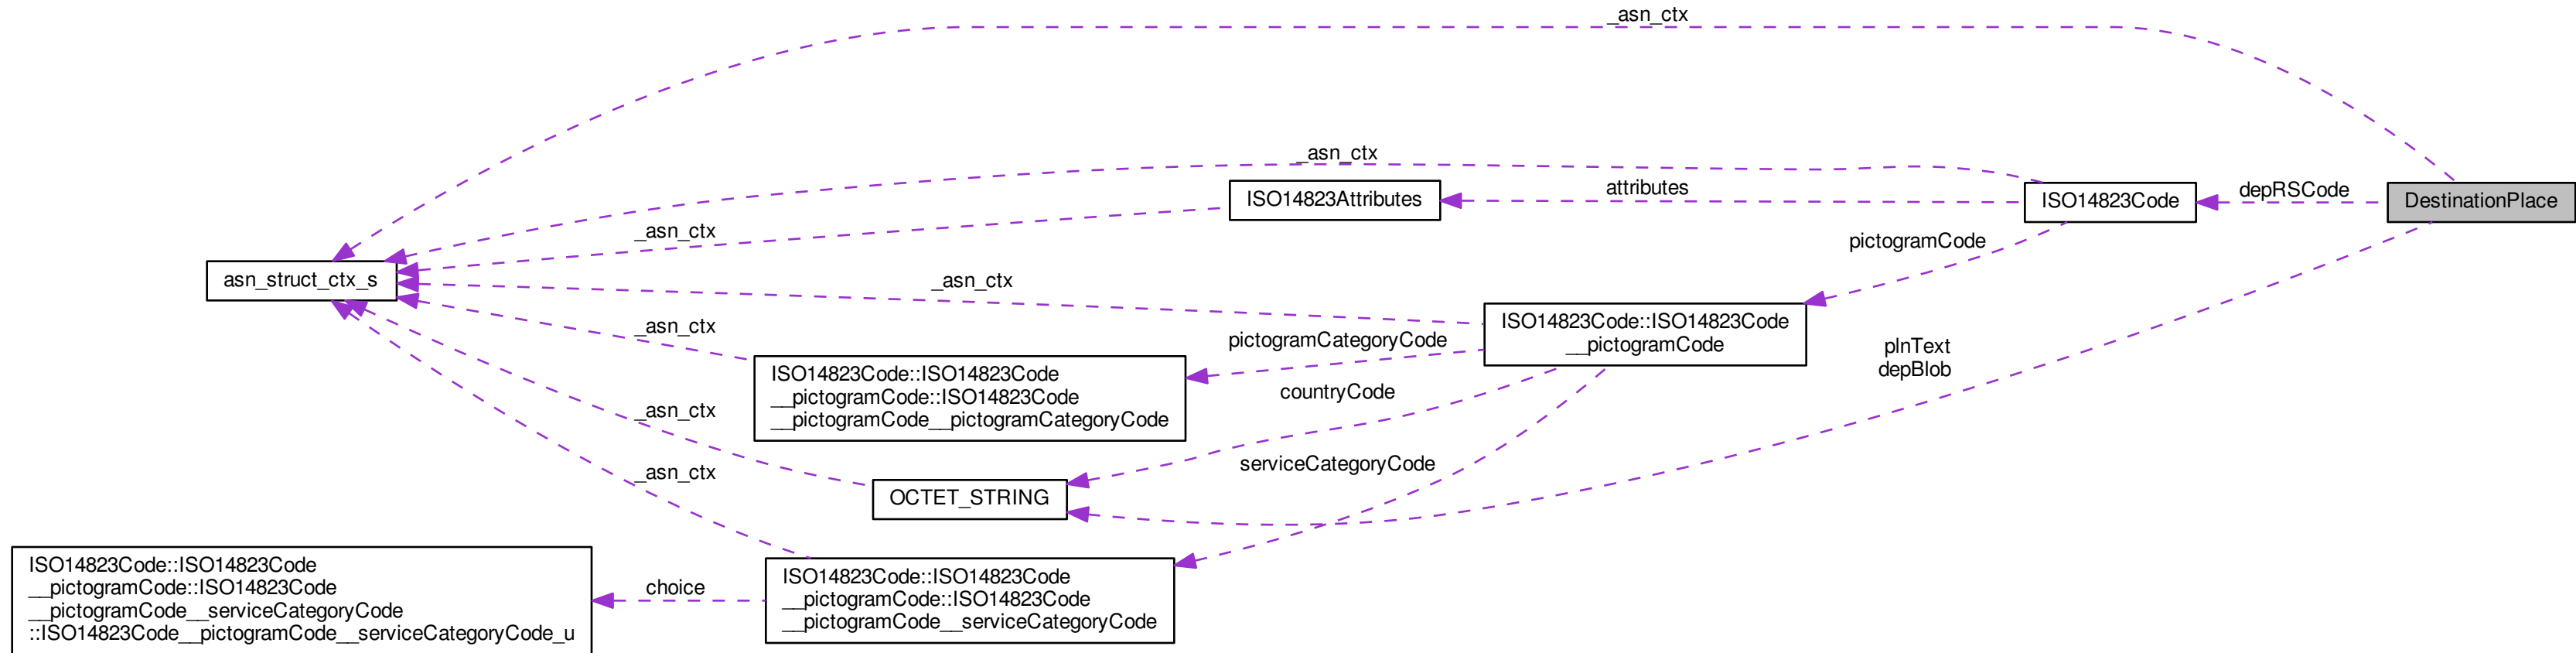 _asn_ctx
_asn_ctx
attributes
depRSCode
ISO14823Attributes
ISO14823Code
DestinationPlace
_asn_ctx
pictogramCode
asn_struct_ctx_s
_asn_ctx
ISO14823Code::ISO14823Code
__pictogramCode
_asn_ctx
pictogramCategoryCode
plnText
depBlob
ISO14823Code::ISO14823Code
__pictogramCode::ISO14823Code
__pictogramCode__pictogramCategoryCode
countryCode
_asn_ctx
serviceCategoryCode
_asn_ctx
OCTET_STRING
ISO14823Code::ISO14823Code
__pictogramCode::ISO14823Code
__pictogramCode__serviceCategoryCode
::ISO14823Code__pictogramCode__serviceCategoryCode_u
choice
ISO14823Code::ISO14823Code
__pictogramCode::ISO14823Code
__pictogramCode__serviceCategoryCode